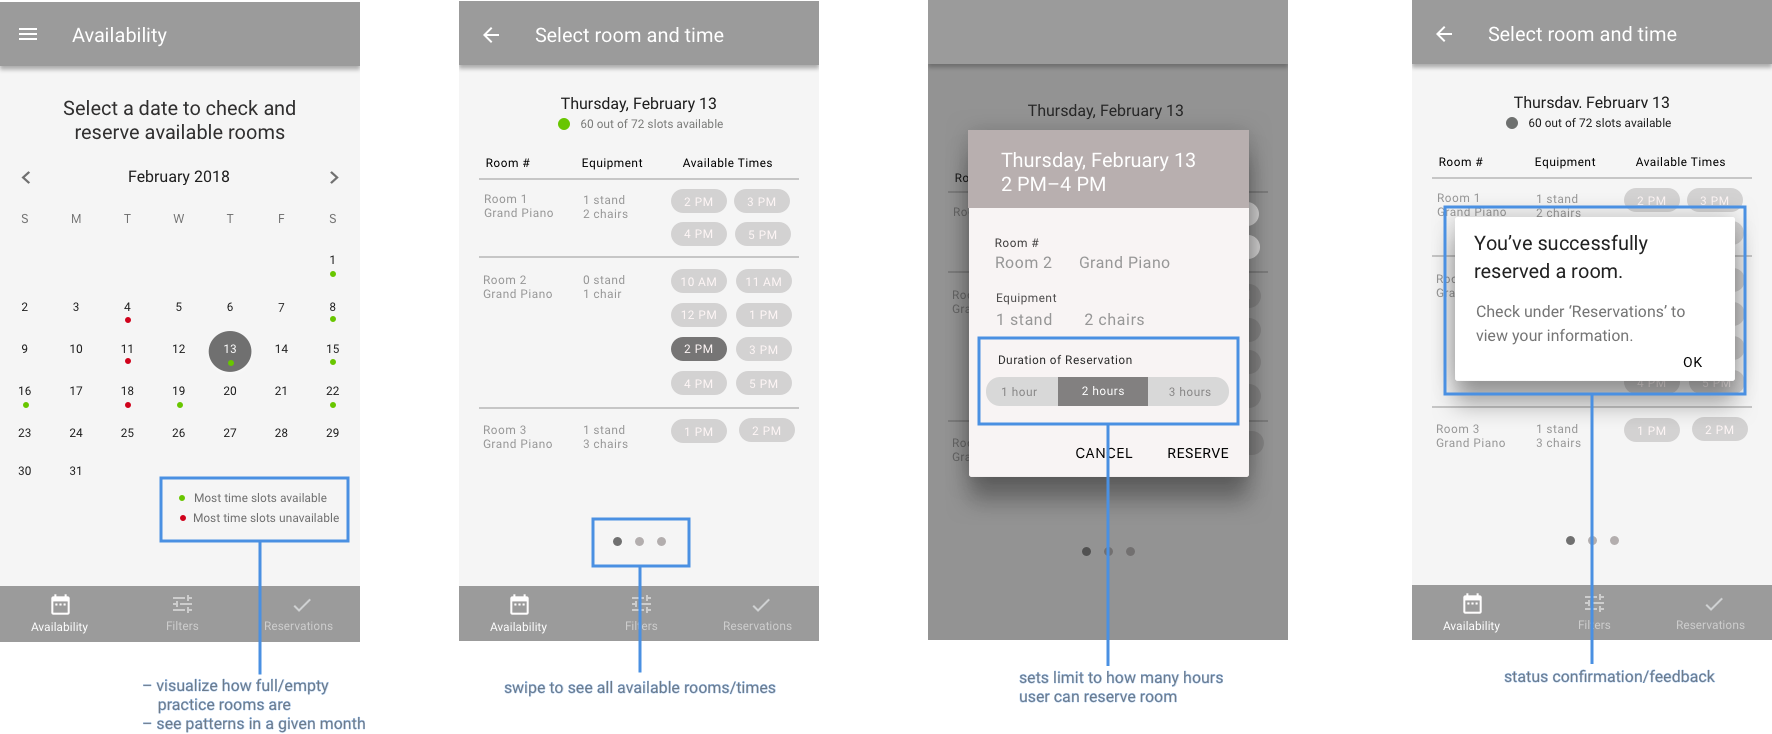 Availability
Select a date to check and
reserve available rooms
February 2018
S M T W T F S
1
2 3 4 5 6 7 8
9 10 11 12 13 14 15
16 17 18 19 20 21 22
23 24 25 26 27 28 29
30 31
Most time slots available
Most time slots unavailable
Availability Filters Reservations
– visualize how full/empty
practice rooms are
– see patterns in a given month
Select room and time
Thursday, February 13
60 out of 72 slots available
Room # Equipment Available Times
Room 1 1 stand 2 PM 3 PM
Grand Piano 2 chairs
4 PM 5 PM
Room 2 0 stand 10 AM 11 AM
Grand Piano 1 chair
12 PM 1 PM
2 PM 3 PM
4 PM 5 PM
Room 3 1 stand 1 PM 2 PM
Grand Piano 3 chairs
Availability Filters Reservations
swipe to see all available rooms/times
Thursday, February 13
Thursday, February 13
2 PM–4 PM
Ro
Ro
Room #
Room 2 Grand Piano
Equipment
1 stand 2 chairs
Roo
Gra
Duration of Reservation
1 hour 2 hours 3 hours
Roo
Gra
CANCEL RESERVE
sets limit to how many hours
user can reserve room
Select room and time
Thursday, February 13
60 out of 72 slots available
Room # Equipment Available Times
Room 1 1 stand 2 PM 3 PM
Grand Piano 2 chairs
You’ve successfully
reserved a room.
Roo
Gra
Check under ‘Reservations’ to
view your information.
OK
4 PM 5 PM
Room 3 1 stand 1 PM 2 PM
Grand Piano 3 chairs
Availability Filters Reservations
status confirmation/feedback